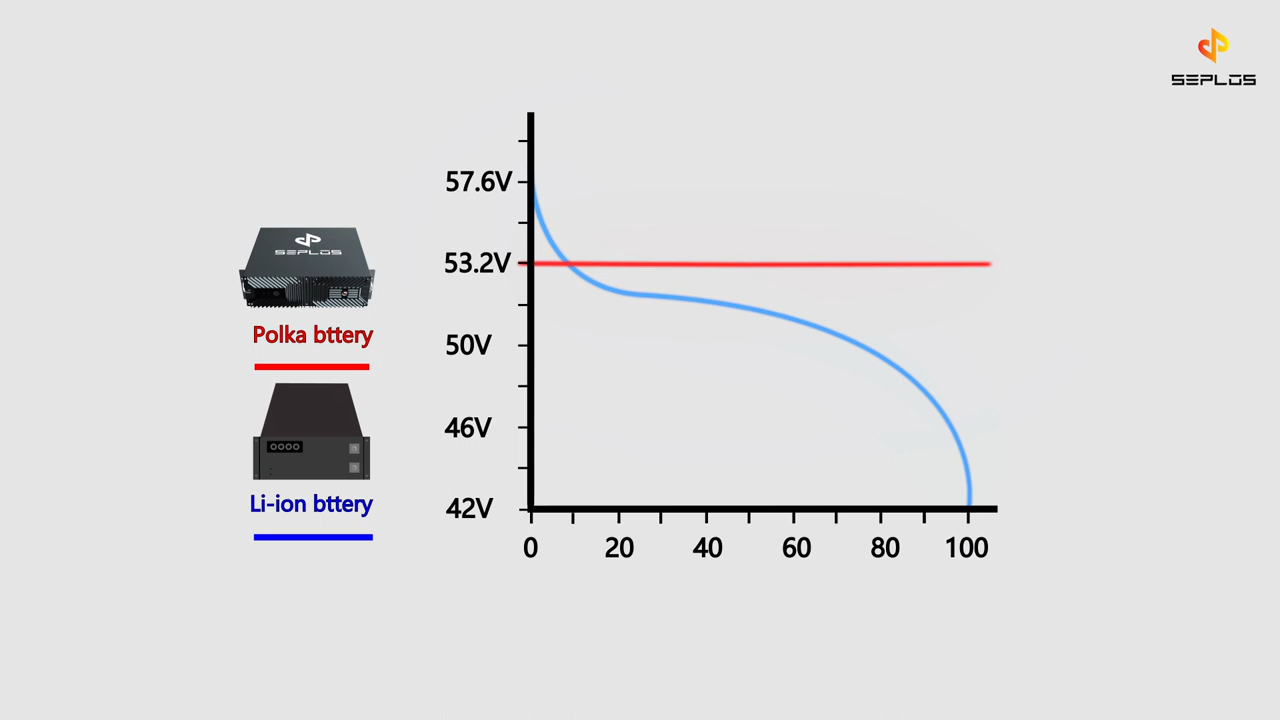 SEPLOS
SEPLOS
Polka bttery
Li-ion bttery
57.6V
53.2V
50V
46V
42V
0 20 40 60 80 100